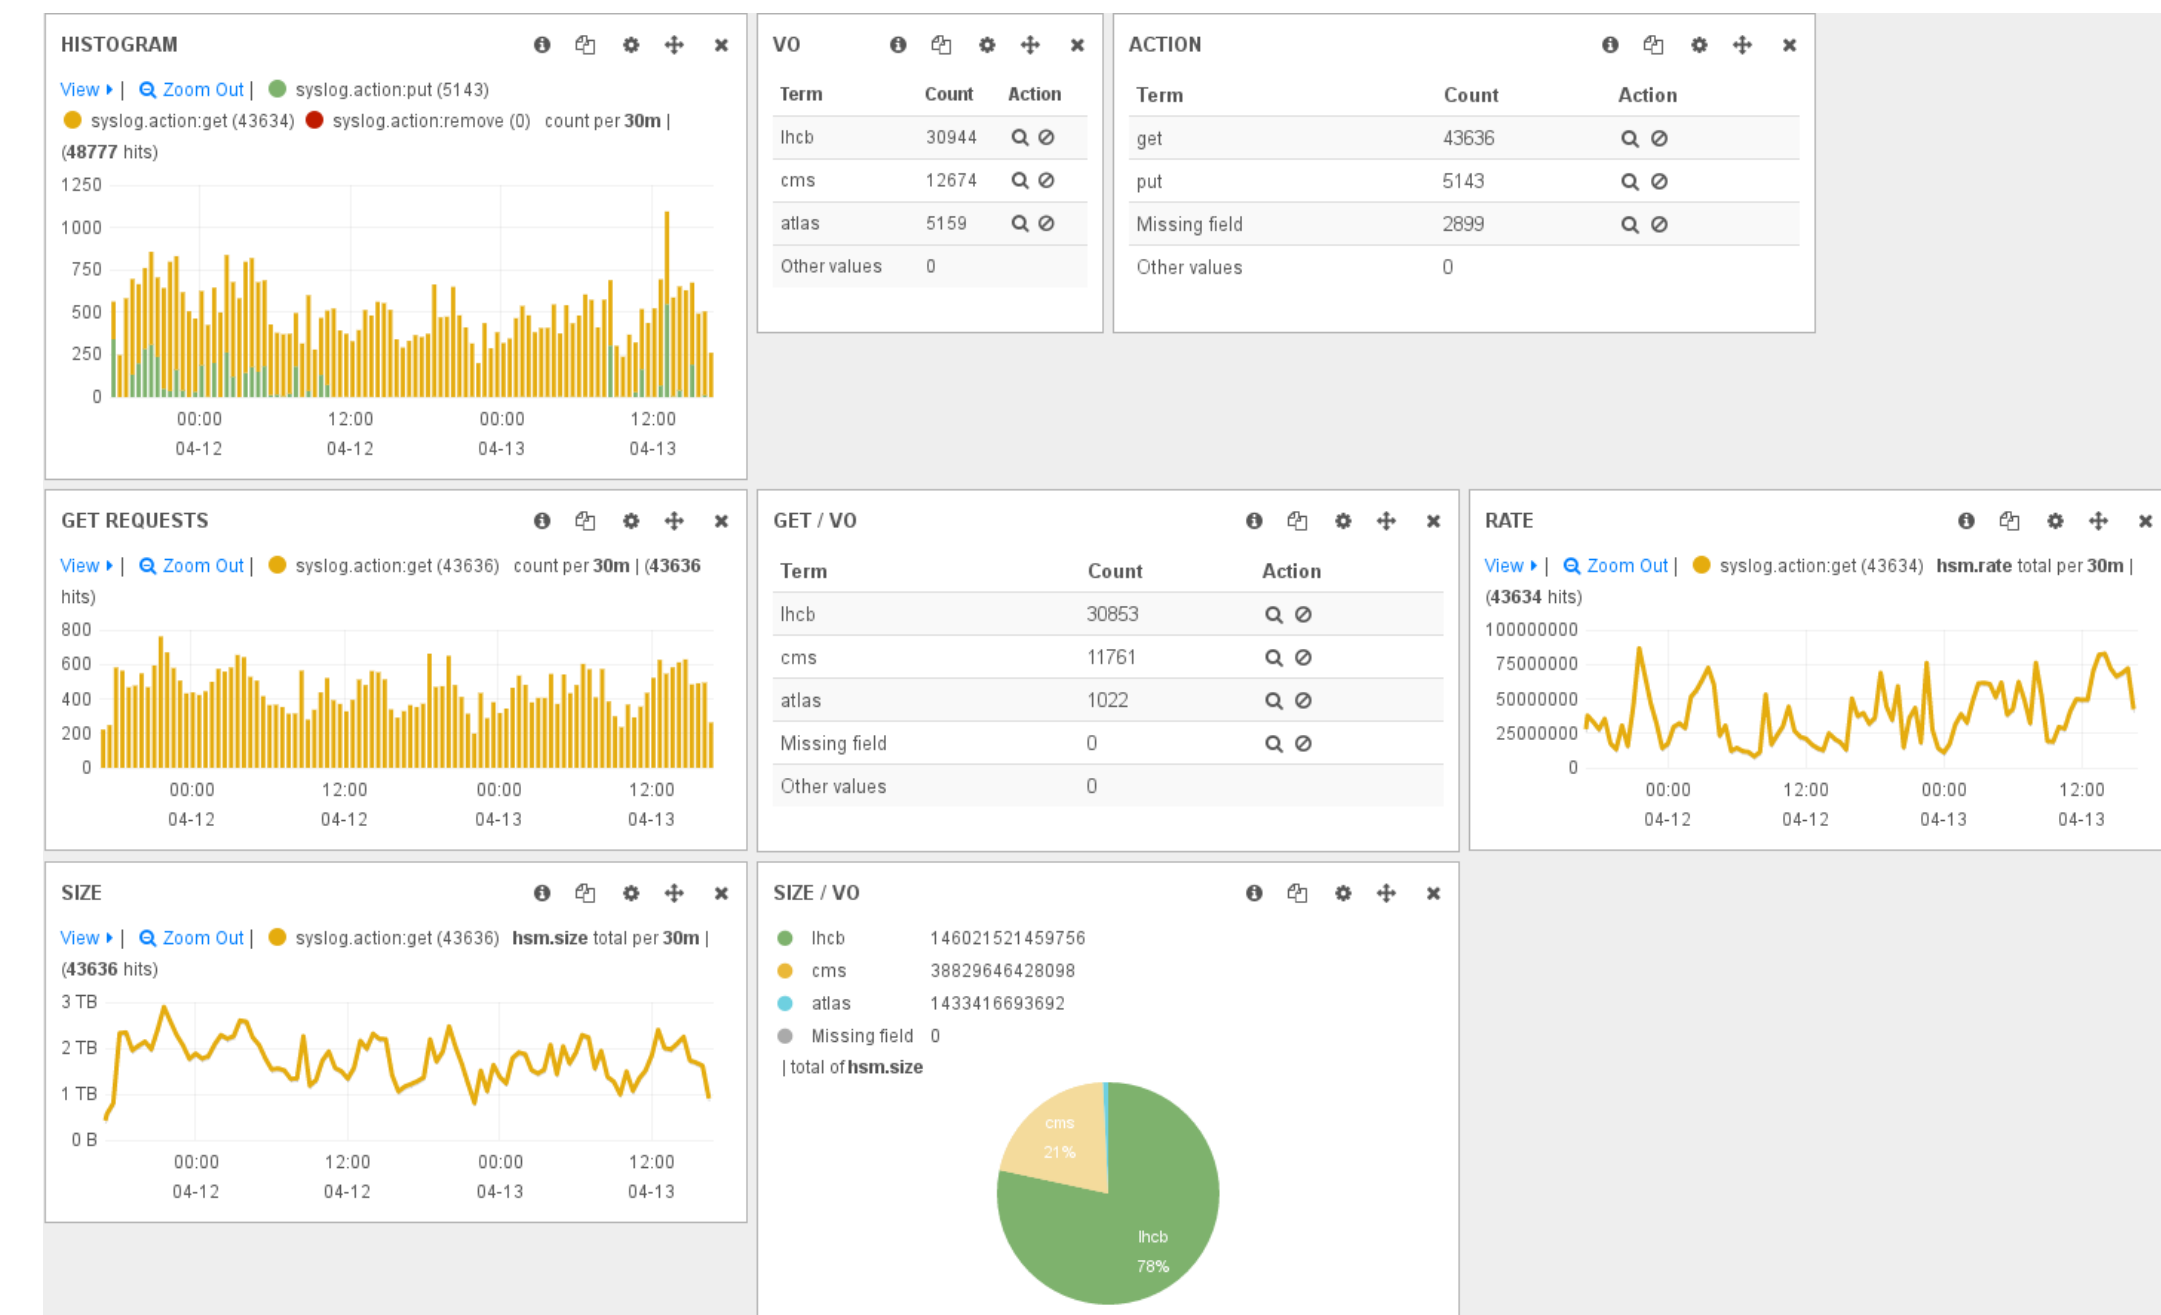 HISTOGRAM
View | Zoom Out | syslog.action:put (5143)
syslog.action:get (43634) syslog.action:remove (0) count per 30m |
(48777 hits)
1250
1000
750
500
250
0
00:00 12:00 00:00 12:00
04-12 04-12 04-13 04-13
VO
Term Count Action
lhcb 30944
cms 12674
atlas 5159
Other values 0
ACTION
Term Count Action
get 43636
put 5143
Missing field 2899
Other values 0
GET REQUESTS
View | Zoom Out | syslog.action:get (43636) count per 30m | (43636
hits)
800
600
400
200
0
00:00 12:00 00:00 12:00
04-12 04-12 04-13 04-13
GET / VO
Term Count Action
lhcb 30853
cms 11761
atlas 1022
Missing field 0
Other values 0
RATE
View | Zoom Out | syslog.action:get (43634) hsm.rate total per 30m |
(43634 hits)
100000000
75000000
50000000
25000000
0
00:00 12:00 00:00 12:00
04-12 04-12 04-13 04-13
SIZE
View | Zoom Out | syslog.action:get (43636) hsm.size total per 30m |
(43636 hits)
3 TB
2 TB
1 TB
0 B
00:00 12:00 00:00 12:00
04-12 04-12 04-13 04-13
SIZE / VO
lhcb 146021521459756
cms 38829646428098
atlas 1433416693692
Missing field 0
| total of hsm.size
cms
21%
lhcb
78%